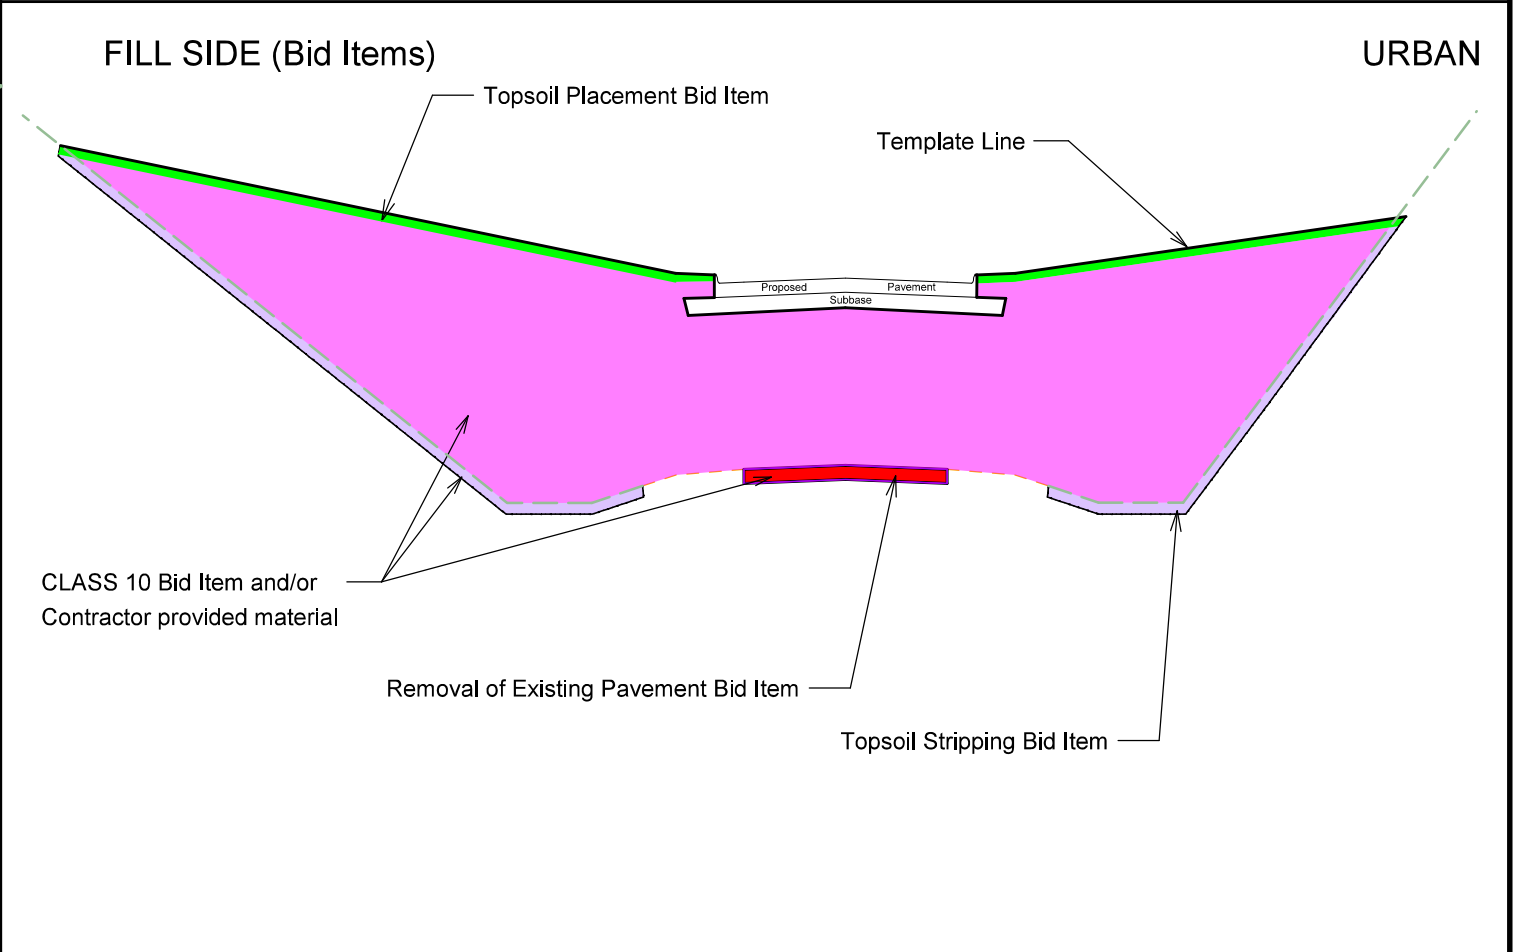 FILL SIDE (Bid Items)
URBAN
Topsoil Placement Bid Item
Template Line
Proposed
Pavement
Subbase
CLASS 10 Bid Item and/or
Contractor provided material
Removal of Existing Pavement Bid Item
Topsoil Stripping Bid Item